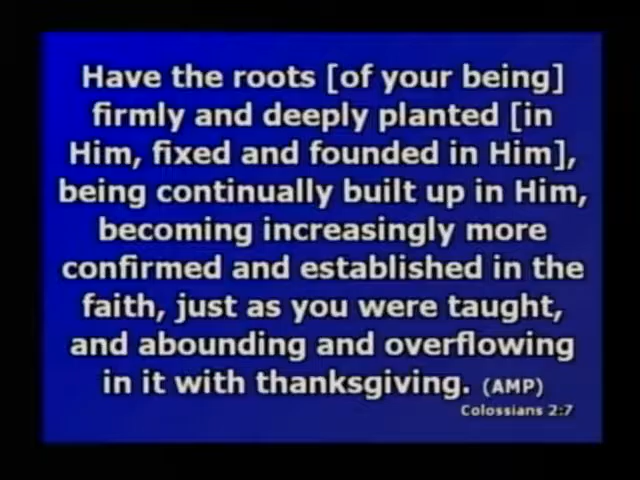 Have the roots [of your being]
firmly and deeply planted [in
Him, fixed and founded in Him],
being continually built up in Him,
becoming increasingly more
confirmed and established in the
faith, just as you were taught,
and abounding and overflowing
in it with thanksgiving. (AMP)
Colossians 2:7